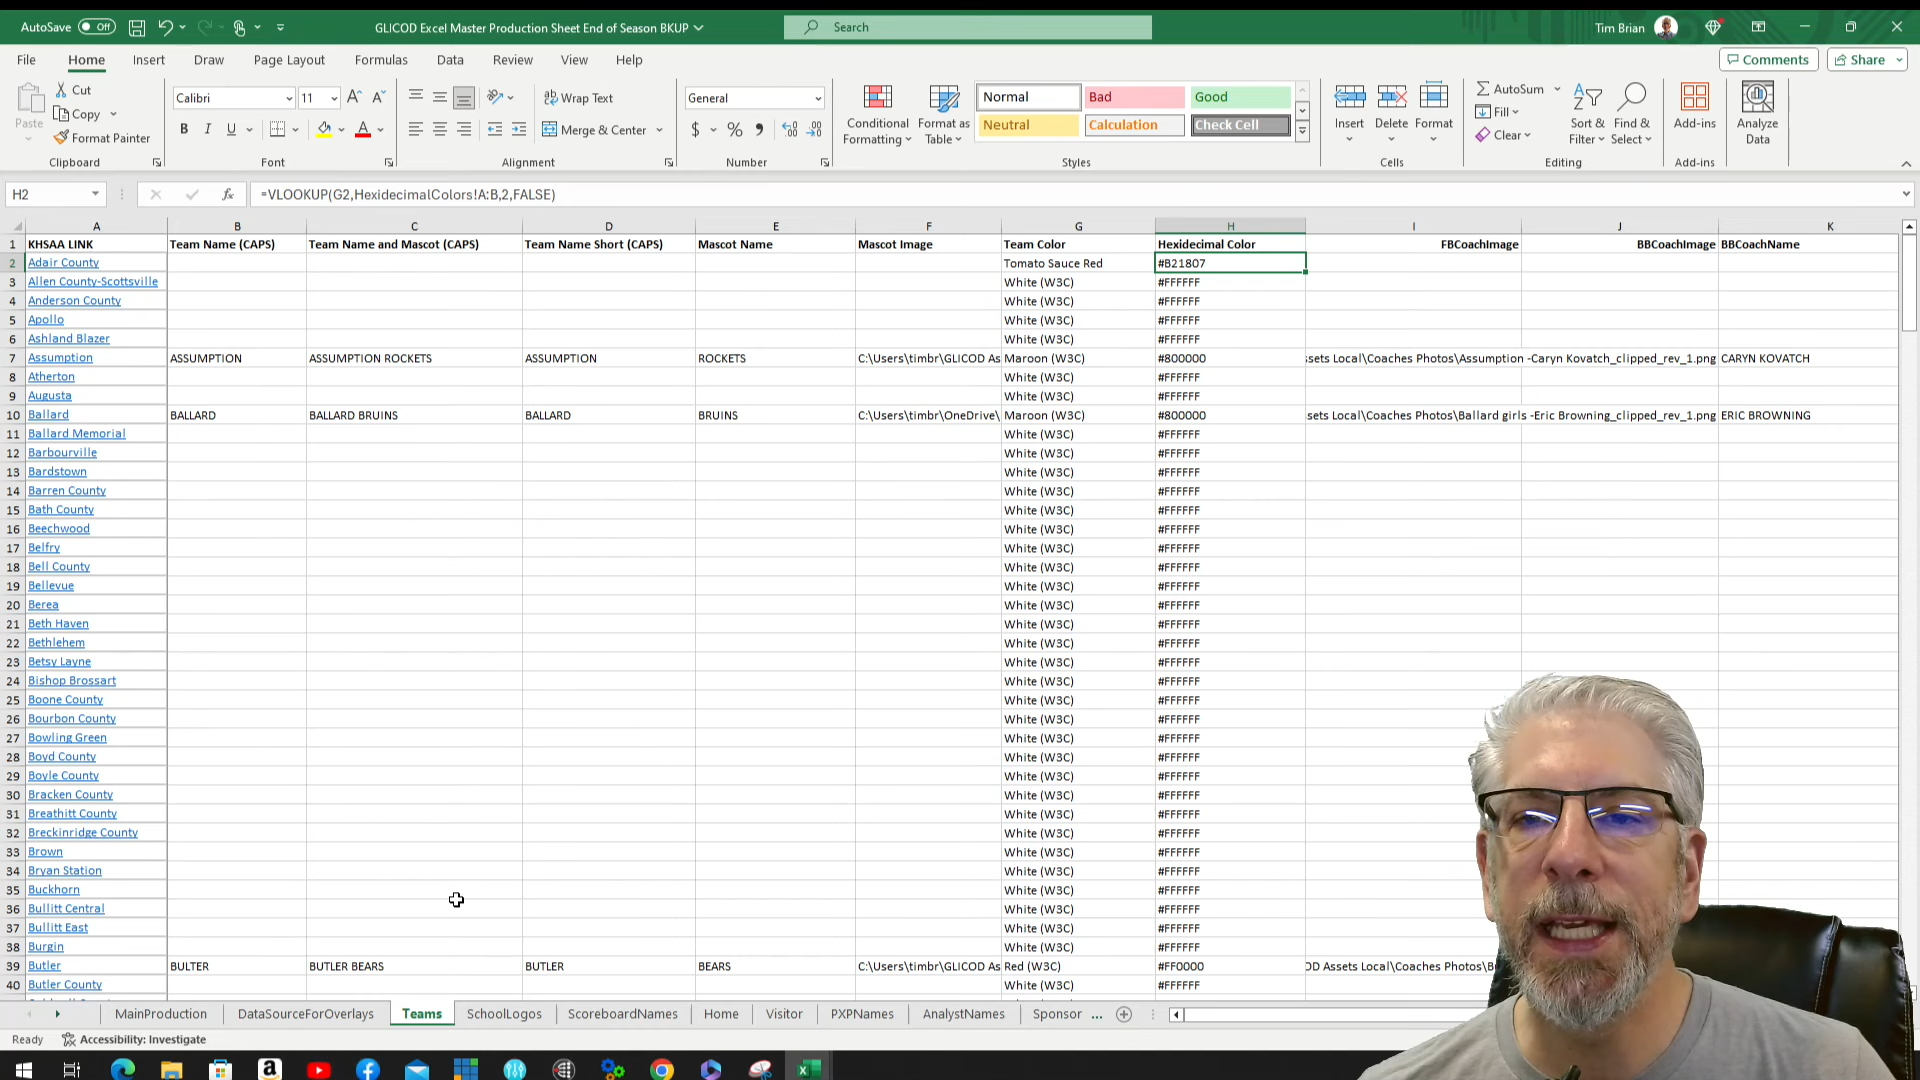 AutoSave Off GLICOD Excel Master Production Sheet End of Season BKUP Search Tim Brian
File Home Insert Draw Page Layout Formulas Data Review View Help Comments Share
Paste Cut Copy Format Painter Clipboard
Calibri 11 B I U Font
Wrap Text Merge & Center Alignment
General $ % Number
Conditional Formatting Format as Table Normal Bad Good Neutral Calculation Check Cell Styles
Insert Delete Format Cells
AutoSum Fill Clear Sort & Filter Find & Select Editing
Add-ins Add-ins
Analyze Data
H2 fx =VLOOKUP(G2,HexidecimalColors!A:B,2,FALSE)
A B C D E F G H I J K
1 KHSAA LINK Team Name (CAPS) Team Name and Mascot (CAPS) Team Name Short (CAPS) Mascot Name Mascot Image Team Color Hexidecimal Color FBCoachImage BBCoachImage BBCoachName
2 Adair County Tomato Sauce Red #B21807
3 Allen County-Scottsville White (W3C) #FFFFFF
4 Anderson County White (W3C) #FFFFFF
5 Apollo White (W3C) #FFFFFF
6 Ashland Blazer White (W3C) #FFFFFF
7 Assumption ASSUMPTION ASSUMPTION ROCKETS ASSUMPTION ROCKETS C:\Users\timbr\GLICOD As Maroon (W3C) #800000 ssets Local\Coaches Photos\Assumption -Caryn Kovatch_clipped_rev_1.png CARYN KOVATCH
8 Atherton White (W3C) #FFFFFF
9 Augusta White (W3C) #FFFFFF
10 Ballard BALLARD BALLARD BRUINS BALLARD BRUINS C:\Users\timbr\OneDrive\ Maroon (W3C) #800000 sets Local\Coaches Photos\Ballard girls -Eric Browning_clipped_rev_1.png ERIC BROWNING
11 Ballard Memorial White (W3C) #FFFFFF
12 Barbourville White (W3C) #FFFFFF
13 Bardstown White (W3C) #FFFFFF
14 Barren County White (W3C) #FFFFFF
15 Bath County White (W3C) #FFFFFF
16 Beechwood White (W3C) #FFFFFF
17 Belfry White (W3C) #FFFFFF
18 Bell County White (W3C) #FFFFFF
19 Bellevue White (W3C) #FFFFFF
20 Berea White (W3C) #FFFFFF
21 Beth Haven White (W3C) #FFFFFF
22 Bethlehem White (W3C) #FFFFFF
23 Betsy Layne White (W3C) #FFFFFF
24 Bishop Brossart White (W3C) #FFFFFF
25 Boone County White (W3C) #FFFFFF
26 Bourbon County White (W3C) #FFFFFF
27 Bowling Green White (W3C) #FFFFFF
28 Boyd County White (W3C) #FFFFFF
29 Boyle County White (W3C) #FFFFFF
30 Bracken County White (W3C) #FFFFFF
31 Breathitt County White (W3C) #FFFFFF
32 Breckinridge County White (W3C) #FFFFFF
33 Brown White (W3C) #FFFFFF
34 Bryan Station White (W3C) #FFFFFF
35 Buckhorn White (W3C) #FFFFFF
36 Bullitt Central White (W3C) #FFFFFF
37 Bullitt East White (W3C) #FFFFFF
38 Burgin White (W3C) #FFFFFF
39 Butler BULTER BUTLER BEARS BUTLER BEARS C:\Users\timbr\GLICOD As Red (W3C) #FF0000 OD Assets Local\Coaches Photos\B
40 Butler County White (W3C) #FFFFFF
MainProduction DataSourceForOverlays Teams SchoolLogos ScoreboardNames Home Visitor PXPNames AnalystNames Sponsor ...
Ready Accessibility: Investigate